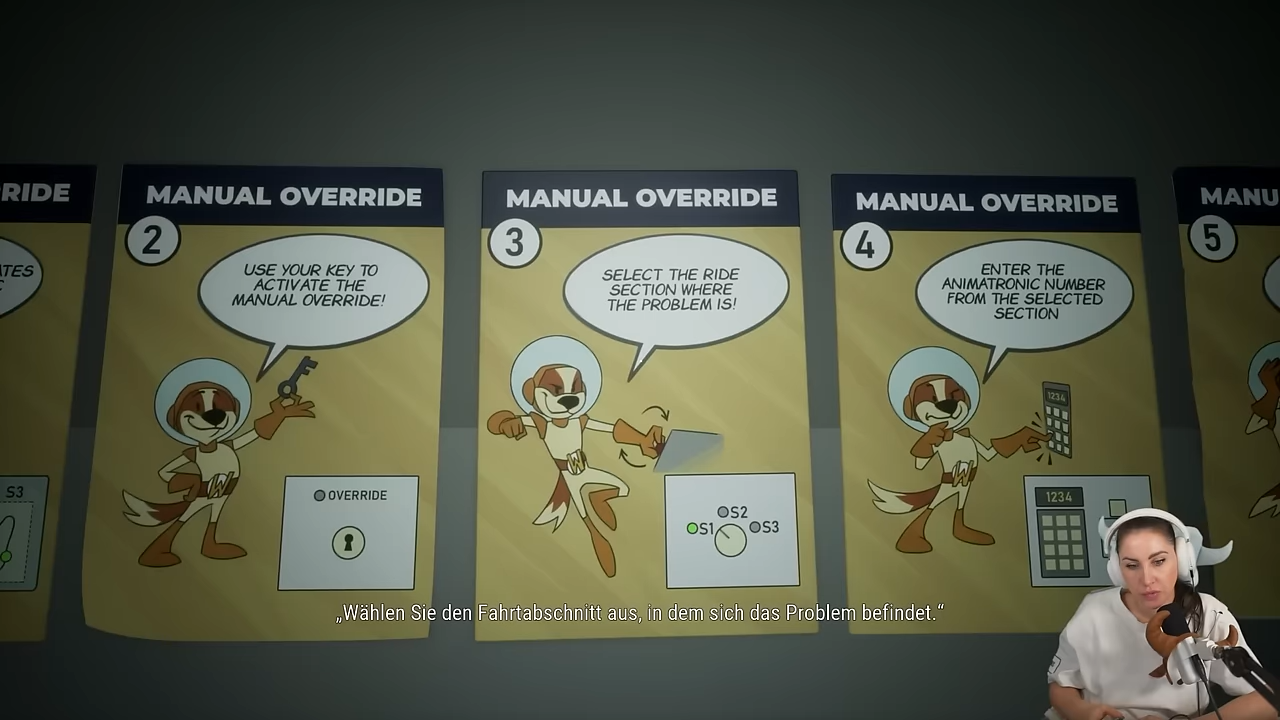 RIDE
ATES
S3
MANUAL OVERRIDE
2
USE YOUR KEY TO
ACTIVATE THE
MANUAL OVERRIDE!
OVERRIDE
MANUAL OVERRIDE
3
SELECT THE RIDE
SECTION WHERE
THE PROBLEM IS!
S2
S1
S3
MANUAL OVERRIDE
4
ENTER THE
ANIMATRONIC NUMBER
FROM THE SELECTED
SECTION
1234
1234
MANU
5
„Wählen Sie den Fahrtabschnitt aus, in dem sich das Problem befindet.“